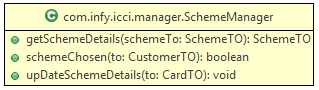 C com.infy.icci.manager.SchemeManager
getSchemeDetails(schemeTo: SchemeTO): SchemeTO
schemeChosen(to: CustomerTO): boolean
upDateSchemeDetails(to: CardTO): void